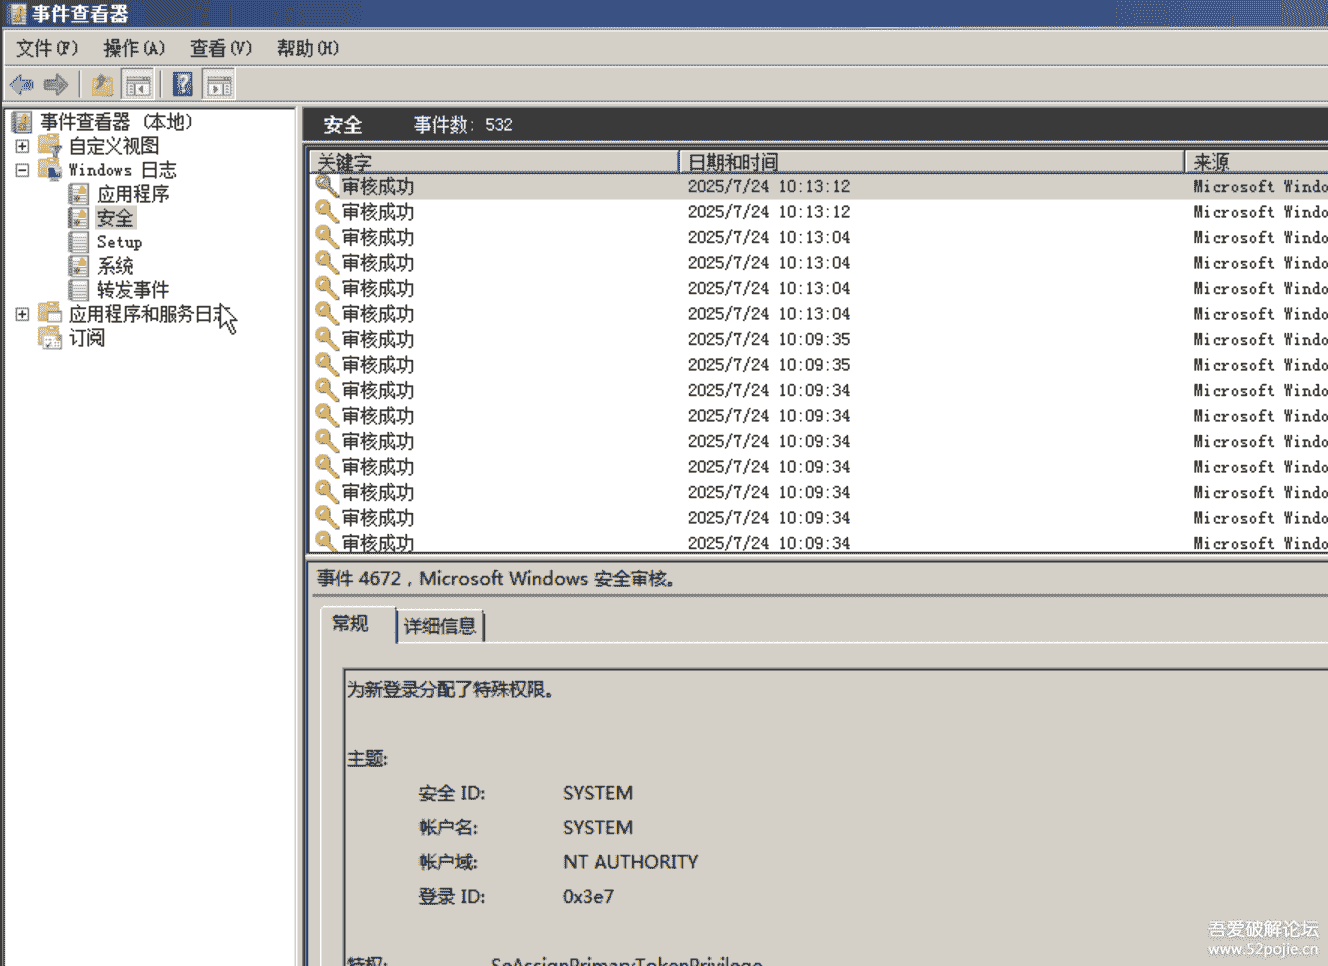 事件查看器
文件(F) 操作(A) 查看(V) 帮助(H)
事件查看器 (本地)
自定义视图
Windows 日志
应用程序
安全
Setup
系统
转发事件
应用程序和服务日志
订阅
安全 事件数: 532
关键字 日期和时间 来源
审核成功 2025/7/24 10:13:12 Microsoft Windo
审核成功 2025/7/24 10:13:12 Microsoft Windo
审核成功 2025/7/24 10:13:04 Microsoft Windo
审核成功 2025/7/24 10:13:04 Microsoft Windo
审核成功 2025/7/24 10:13:04 Microsoft Windo
审核成功 2025/7/24 10:13:04 Microsoft Windo
审核成功 2025/7/24 10:09:35 Microsoft Windo
审核成功 2025/7/24 10:09:35 Microsoft Windo
审核成功 2025/7/24 10:09:34 Microsoft Windo
审核成功 2025/7/24 10:09:34 Microsoft Windo
审核成功 2025/7/24 10:09:34 Microsoft Windo
审核成功 2025/7/24 10:09:34 Microsoft Windo
审核成功 2025/7/24 10:09:34 Microsoft Windo
审核成功 2025/7/24 10:09:34 Microsoft Windo
审核成功 2025/7/24 10:09:34 Microsoft Windo
事件 4672，Microsoft Windows 安全审核。
常规 详细信息
为新登录分配了特殊权限。
主题:
安全 ID: SYSTEM
帐户名: SYSTEM
帐户域: NT AUTHORITY
登录 ID: 0x3e7
特权: SeAssignPrimaryTokenPrivilege
吾爱破解论坛
www.52pojie.cn